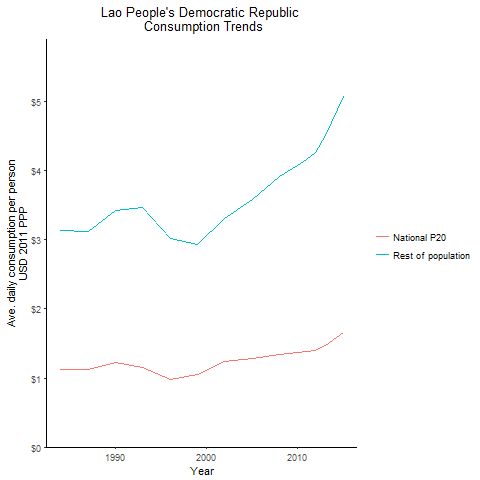 Lao People's Democratic Republic
Consumption Trends
Ave. daily consumption per person
USD 2011 PPP
$5
$4
$3
$2
$1
$0
1990
2000
2010
Year
National P20
Rest of population